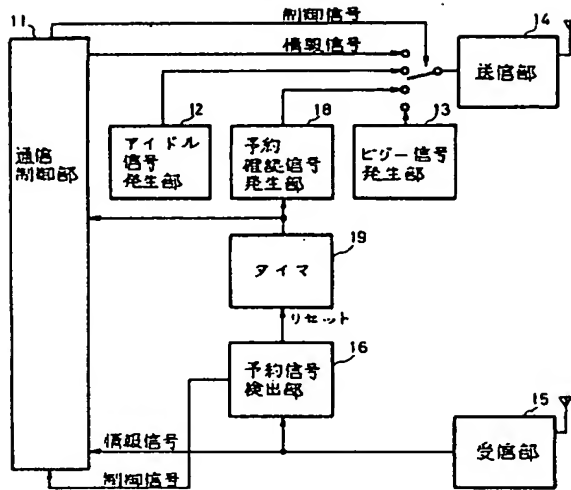 11
制御信号
14
情報信号
送信部
12
18
13
アイドル
信号
発生部
予約
確認信号
発生部
ビジー信号
発生部
通信
制御部
19
タイマ
リセット
16
予約信号
検出部
15
情報信号
受信部
制御信号